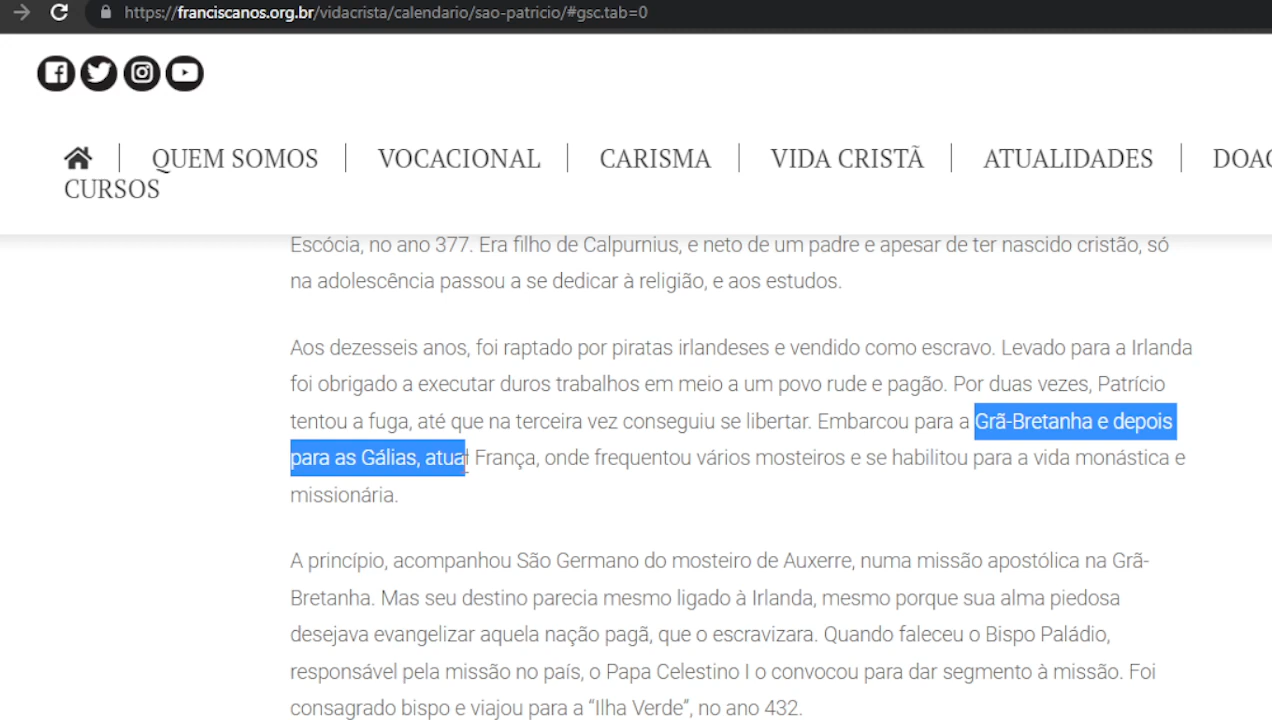 https://franciscanos.org.br/vidacrista/calendario/sao-patricio/#gsc.tab=0
QUEM SOMOS | VOCACIONAL | CARISMA | VIDA CRISTÃ | ATUALIDADES | DOAÇ
CURSOS
Escócia, no ano 377. Era filho de Calpurnius, e neto de um padre e apesar de ter nascido cristão, só
na adolescência passou a se dedicar à religião, e aos estudos.
Aos dezesseis anos, foi raptado por piratas irlandeses e vendido como escravo. Levado para a Irlanda
foi obrigado a executar duros trabalhos em meio a um povo rude e pagão. Por duas vezes, Patrício
tentou a fuga, até que na terceira vez conseguiu se libertar. Embarcou para a Grã-Bretanha e depois
para as Gálias, atual França, onde frequentou vários mosteiros e se habilitou para a vida monástica e
missionária.
A princípio, acompanhou São Germano do mosteiro de Auxerre, numa missão apostólica na Grã-
Bretanha. Mas seu destino parecia mesmo ligado à Irlanda, mesmo porque sua alma piedosa
desejava evangelizar aquela nação pagã, que o escravizara. Quando faleceu o Bispo Paládio,
responsável pela missão no país, o Papa Celestino I o convocou para dar segmento à missão. Foi
consagrado bispo e viajou para a “Ilha Verde”, no ano 432.